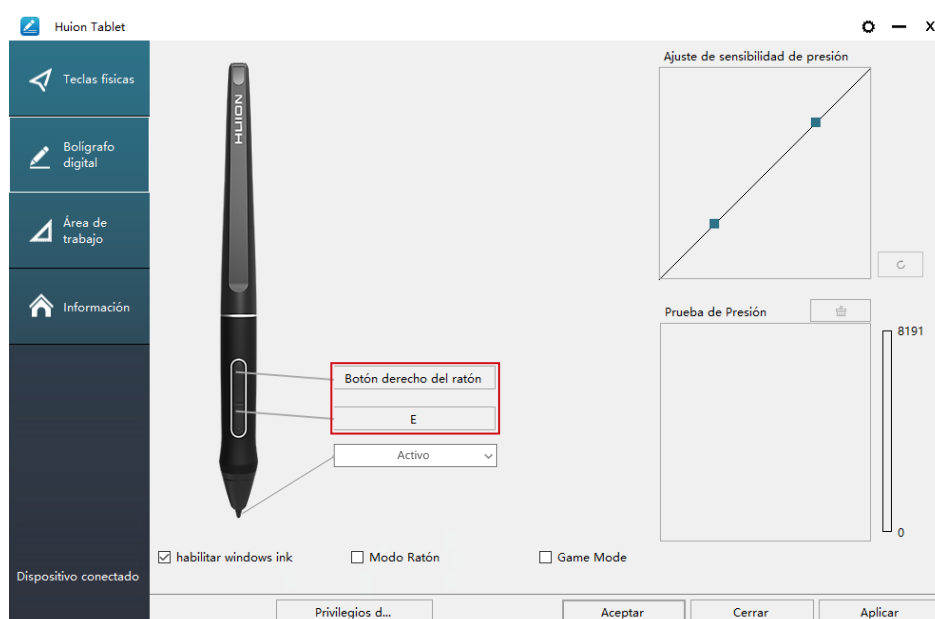 Huion Tablet
X
Teclas físicas
Bolígrafo
digital
Área de
trabajo
Información
Dispositivo conectado
HUION
Botón derecho del ratón
E
Activo
habilitar windows ink
Modo Ratón
Game Mode
Ajuste de sensibilidad de presión
Prueba de Presión
8191
0
Privilegios d...
Aceptar
Cerrar
Aplicar